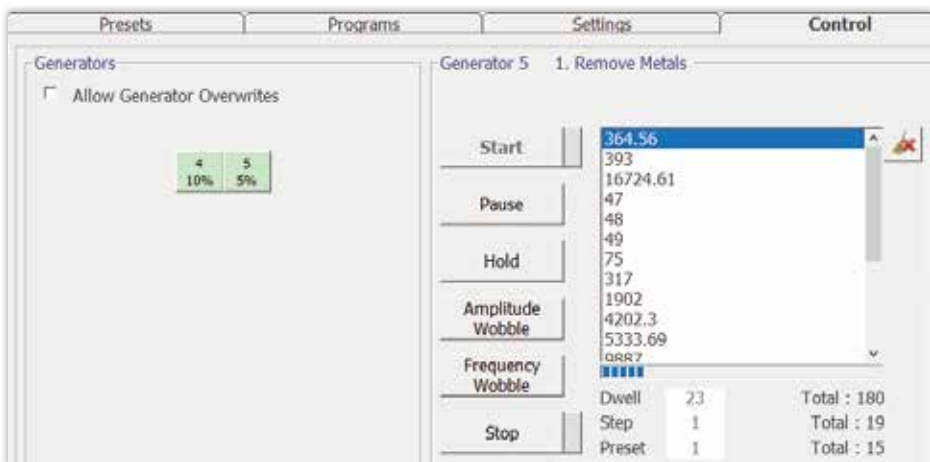 Presets Programs Settings Control
Generators
Allow Generator Overwrites
4 5
10% 5%
Generator 5 1. Remove Metals
Start
Pause
Hold
Amplitude
Wobble
Frequency
Wobble
Stop
364.56
393
16724.61
47
48
49
75
317
1902
4202.3
5333.69
9887
Dwell 23 Total : 180
Step 1 Total : 19
Preset 1 Total : 15